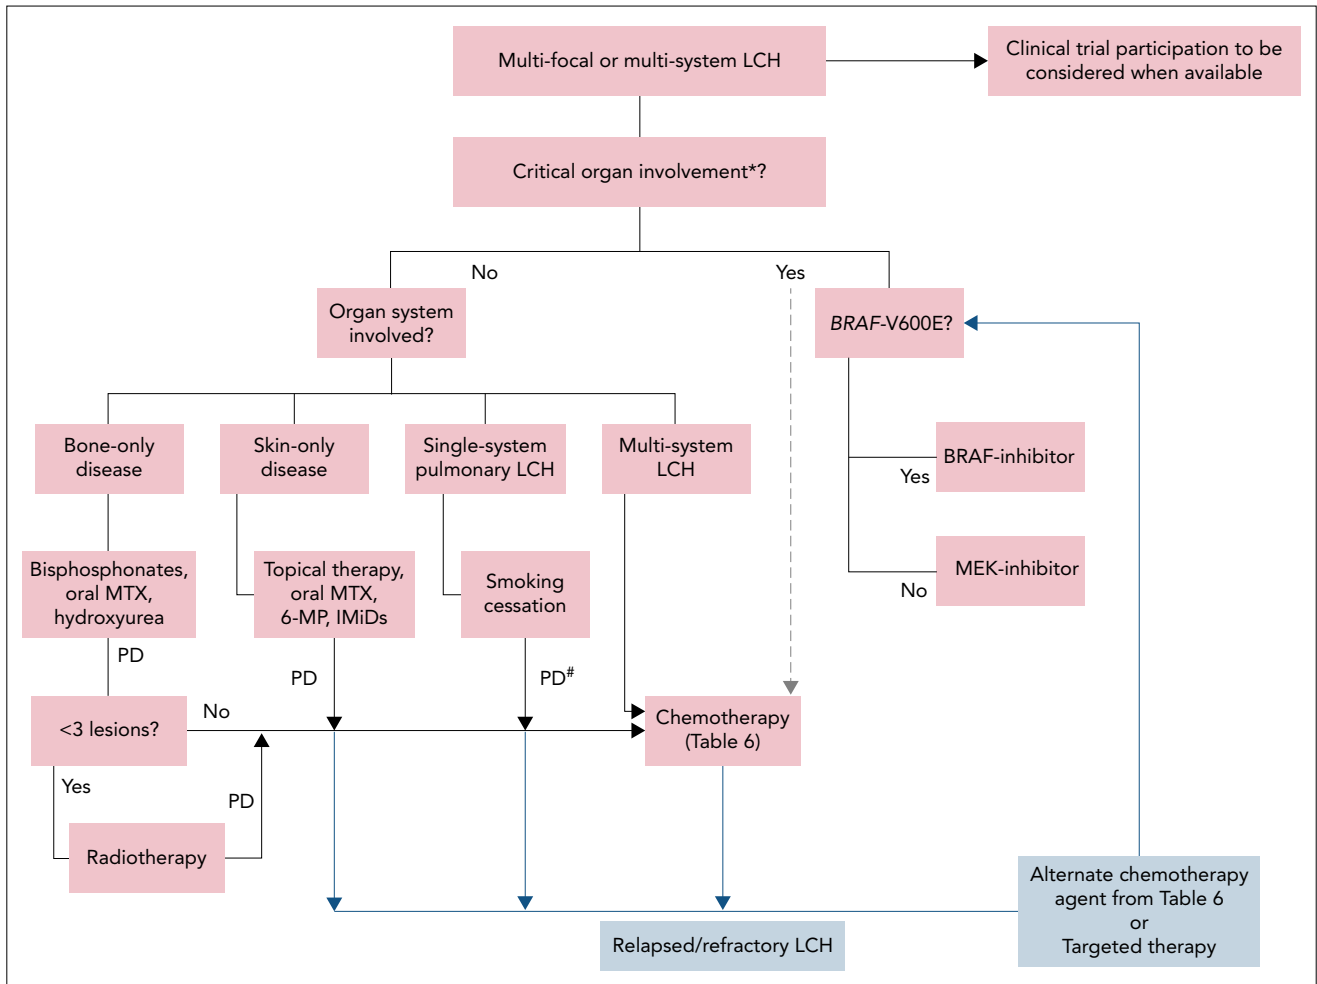 Multi-focal or multi-system LCH
Clinical trial participation to be
considered when available
Critical organ involvement*?
No
Yes
Organ system
involved?
BRAF-V600E?
Bone-only
disease
Skin-only
disease
Single-system
pulmonary LCH
Multi-system
LCH
BRAF-inhibitor
Yes
MEK-inhibitor
No
Bisphosphonates,
oral MTX,
hydroxyurea
Topical therapy,
oral MTX,
6-MP, IMiDs
Smoking
cessation
PD
PD
PD#
<3 lesions?
No
Chemotherapy
(Table 6)
Yes
PD
Radiotherapy
Alternate chemotherapy
agent from Table 6
or
Targeted therapy
Relapsed/refractory LCH